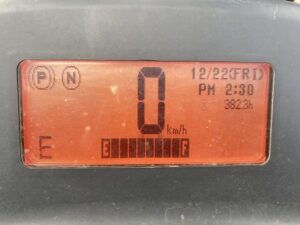 P N
0 km/h
12/22(FRI)
PM 2:30
3823h
E
E F